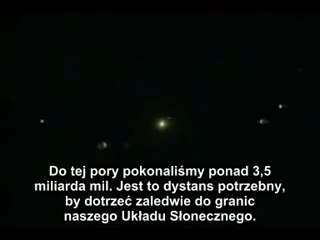 Do tej pory pokonaliśmy ponad 3,5
miliarda mil. Jest to dystans potrzebny,
by dotrzeć zaledwie do granic
naszego Układu Słonecznego.